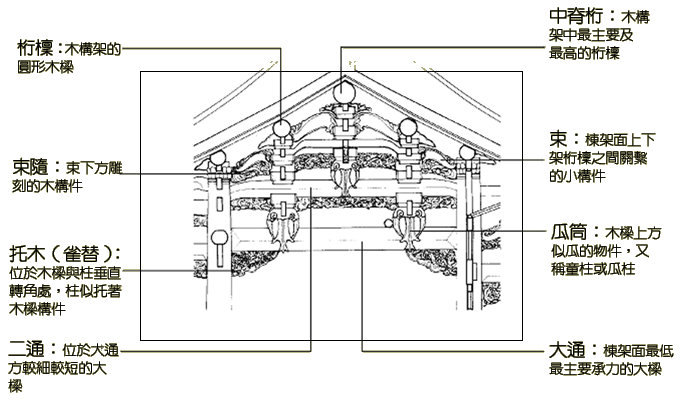 桁檁：木構架的
圓形木樑
束隨：束下方雕
刻的木構件
托木（雀替）：
位於木樑與柱垂直
轉角處，柱似托著
木樑構件
二通：位於大通
方較細較短的大
樑
中脊桁：木構
架中最主要及
最高的桁檁
束：棟架面上下
架桁檁之間關繫
的小構件
瓜筒：木樑上方
似瓜的物件，又
稱童柱或瓜柱
大通：棟架面最低
最主要承力的大樑